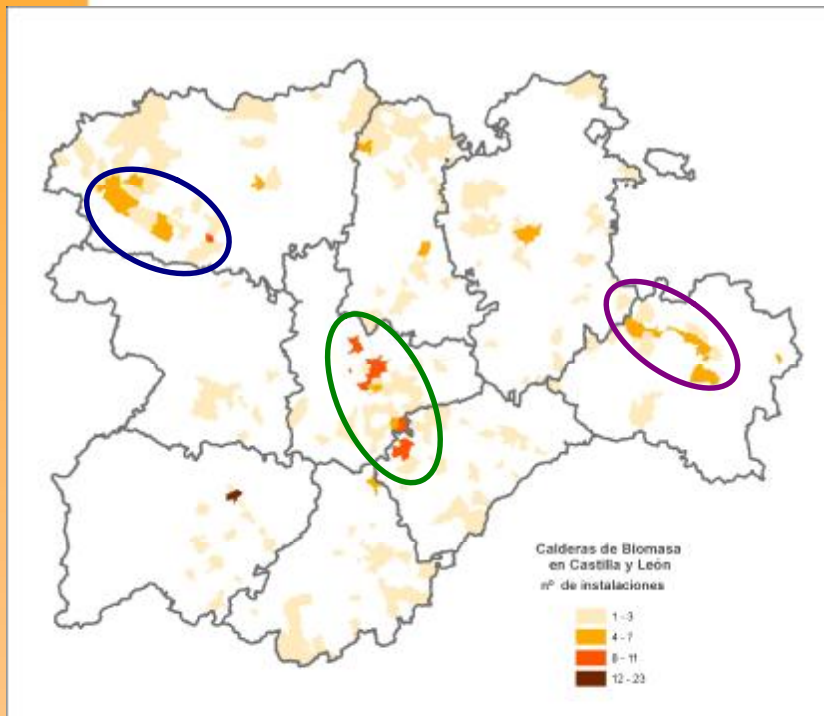 Calderas de Biomasa
en Castilla y León
nº de instalaciones
1 - 3
4 - 7
8 - 11
12 - 23